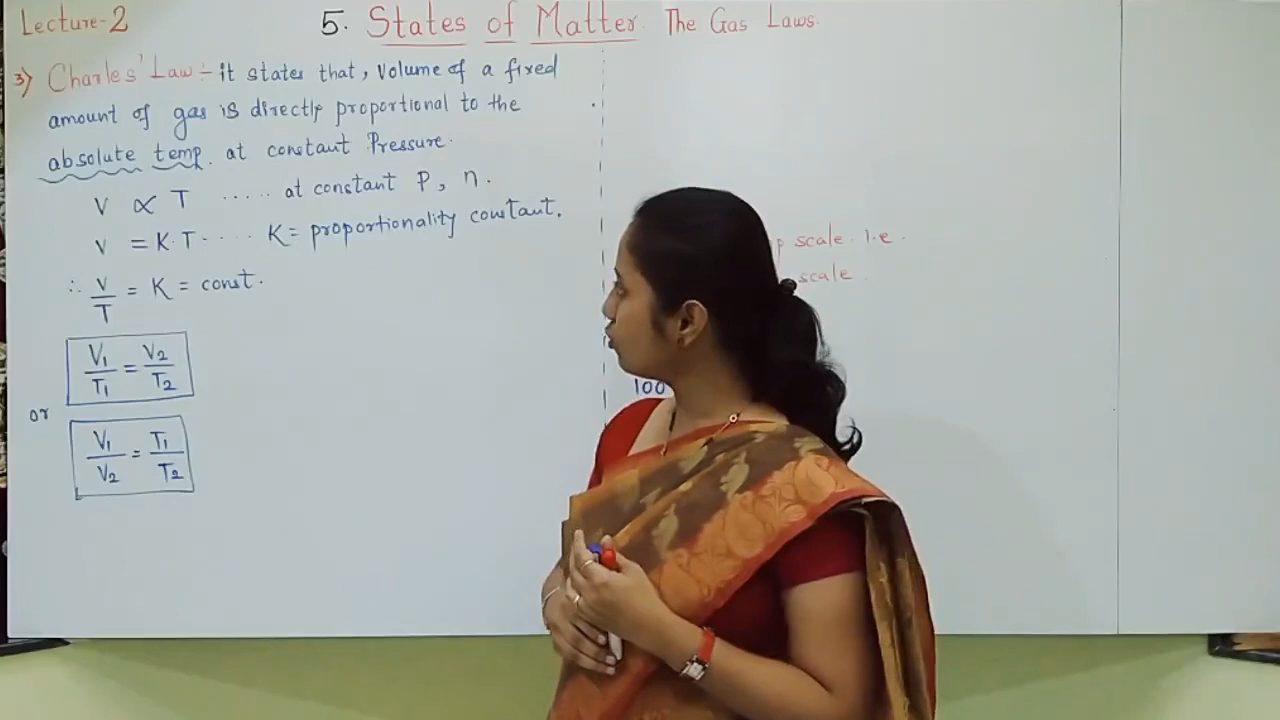 Lecture-2
5. States of Matter. The Gas Laws.
3) Charles' Law :- it states that, Volume of a fixed
amount of gas is directly proportional to the
absolute temp. at constant Pressure.
V ∝ T ..... at constant P, n.
V = K.T .... K = proportionality constant.
∴ V/T = K = const.
V1/T1 = V2/T2
or
V1/V2 = T1/T2
scale. i.e.
scale
100